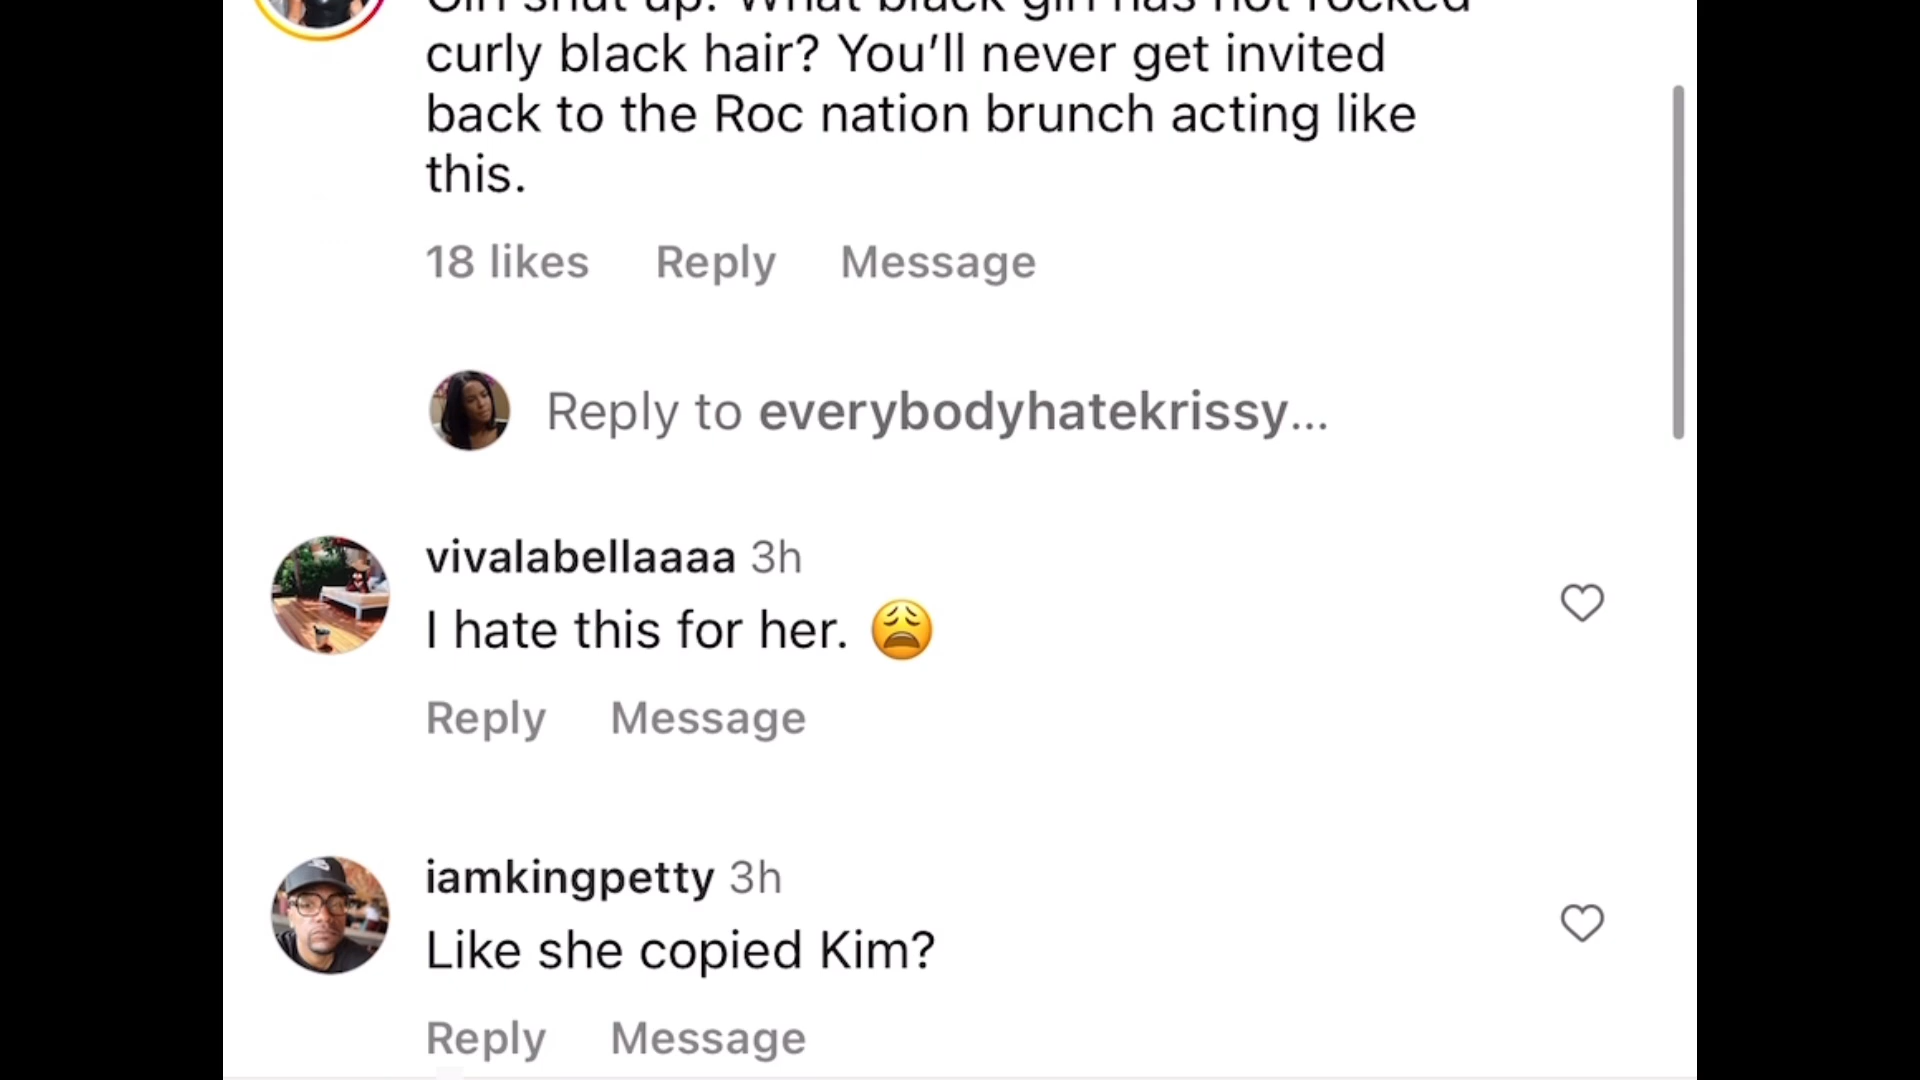 Girl shut up. What black girl has not rocked
curly black hair? You’ll never get invited
back to the Roc nation brunch acting like
this.
18 likes Reply Message
Reply to everybodyhatekrissy...
vivalabellaaaa 3h
I hate this for her. 😩
Reply Message
iamkingpetty 3h
Like she copied Kim?
Reply Message